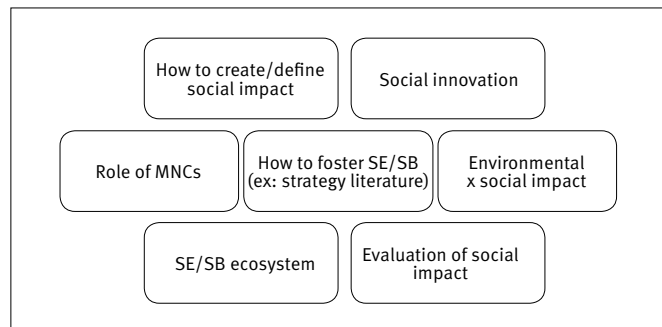 How to create/define
social impact
Social innovation
Role of MNCs
How to foster SE/SB
(ex: strategy literature)
Environmental
x social impact
SE/SB ecosystem
Evaluation of social
impact